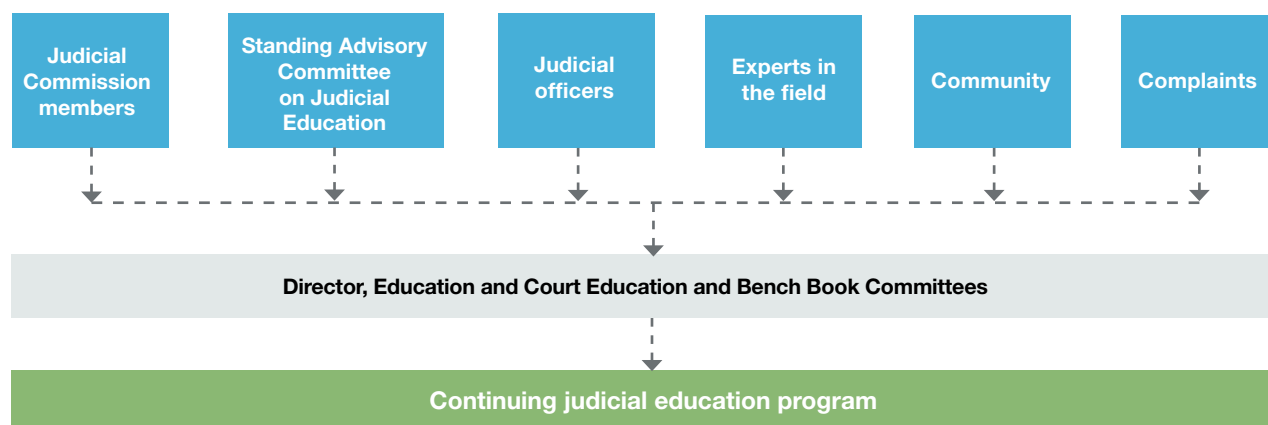 Judicial
Commission
members
Standing Advisory
Committee
on Judicial
Education
Judicial
officers
Experts in
the field
Community
Complaints
Director, Education and Court Education and Bench Book Committees
Continuing judicial education program